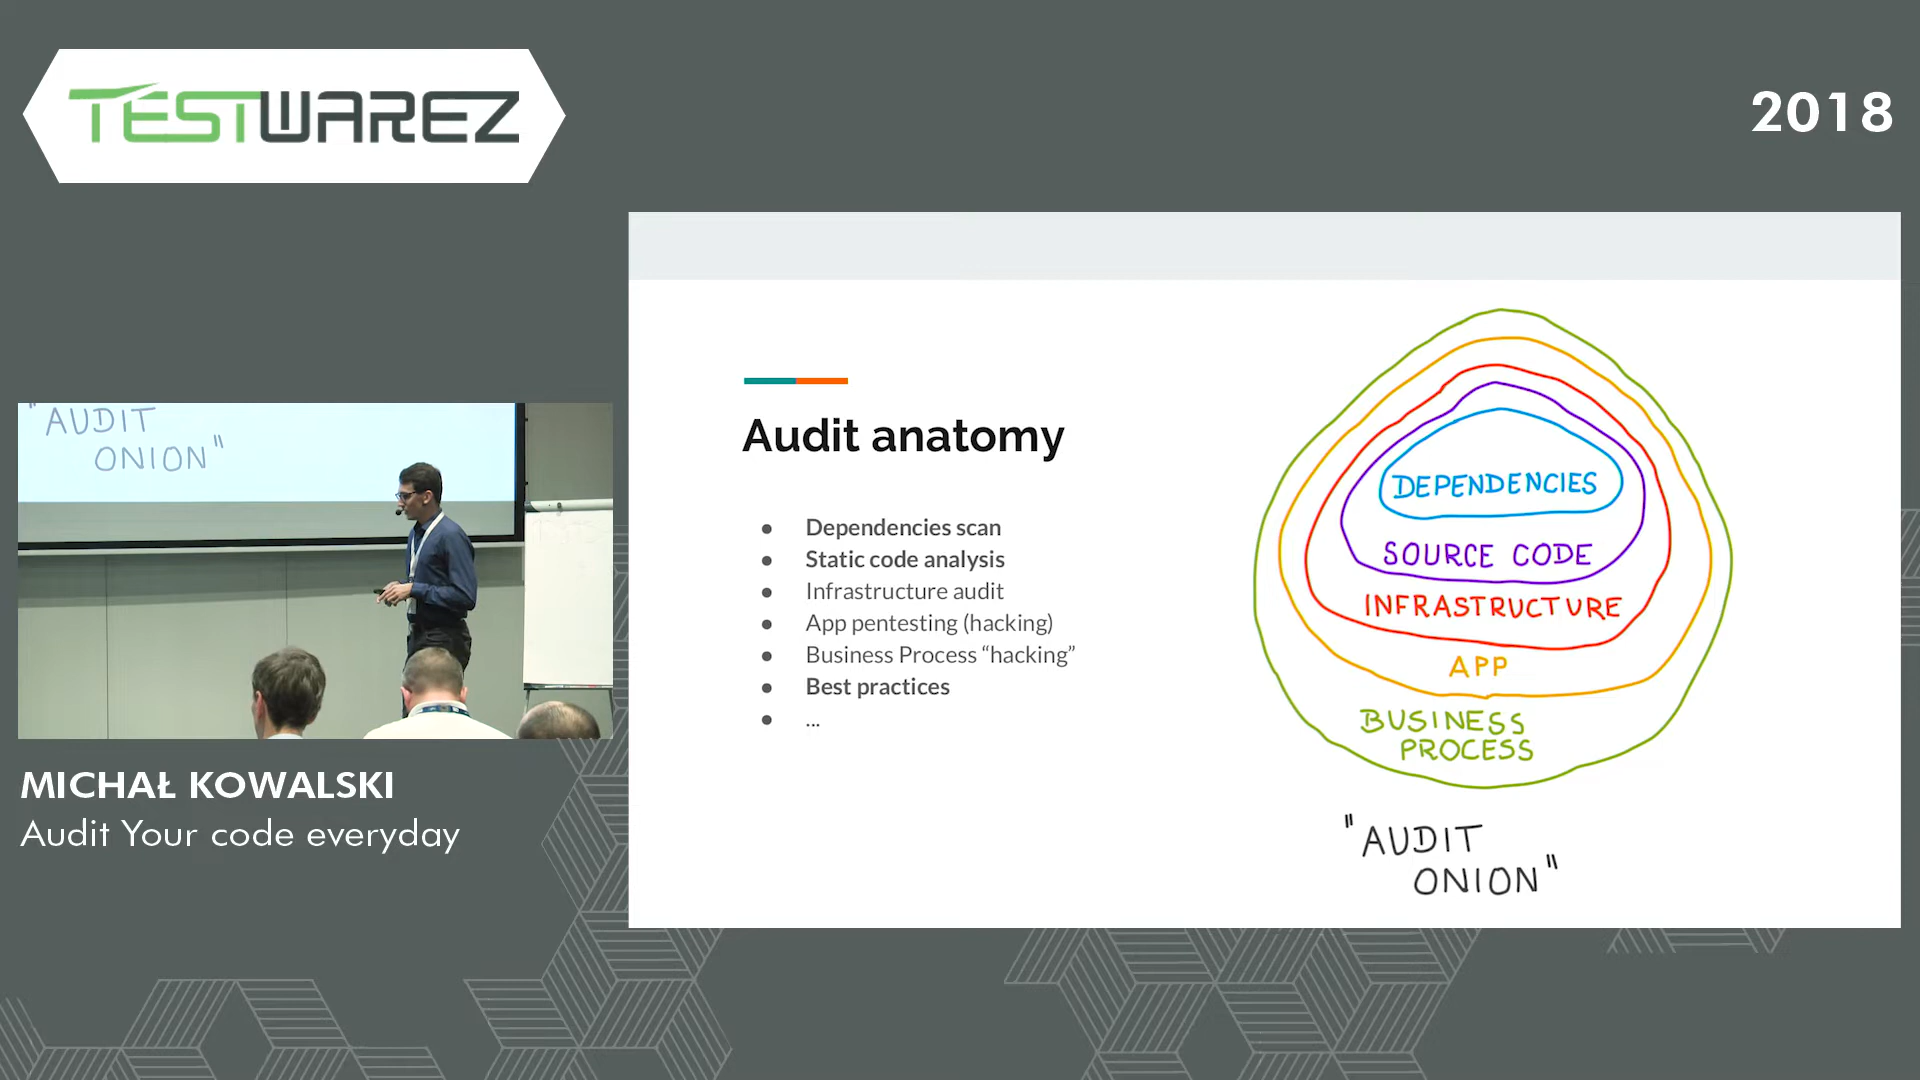 TESTWAREZ
2018
"AUDIT
ONION"
MICHAŁ KOWALSKI
Audit Your code everyday
Audit anatomy
● Dependencies scan
● Static code analysis
● Infrastructure audit
● App pentesting (hacking)
● Business Process “hacking”
● Best practices
● ...
DEPENDENCIES
SOURCE CODE
INFRASTRUCTURE
APP
BUSINESS
PROCESS
"AUDIT
ONION"